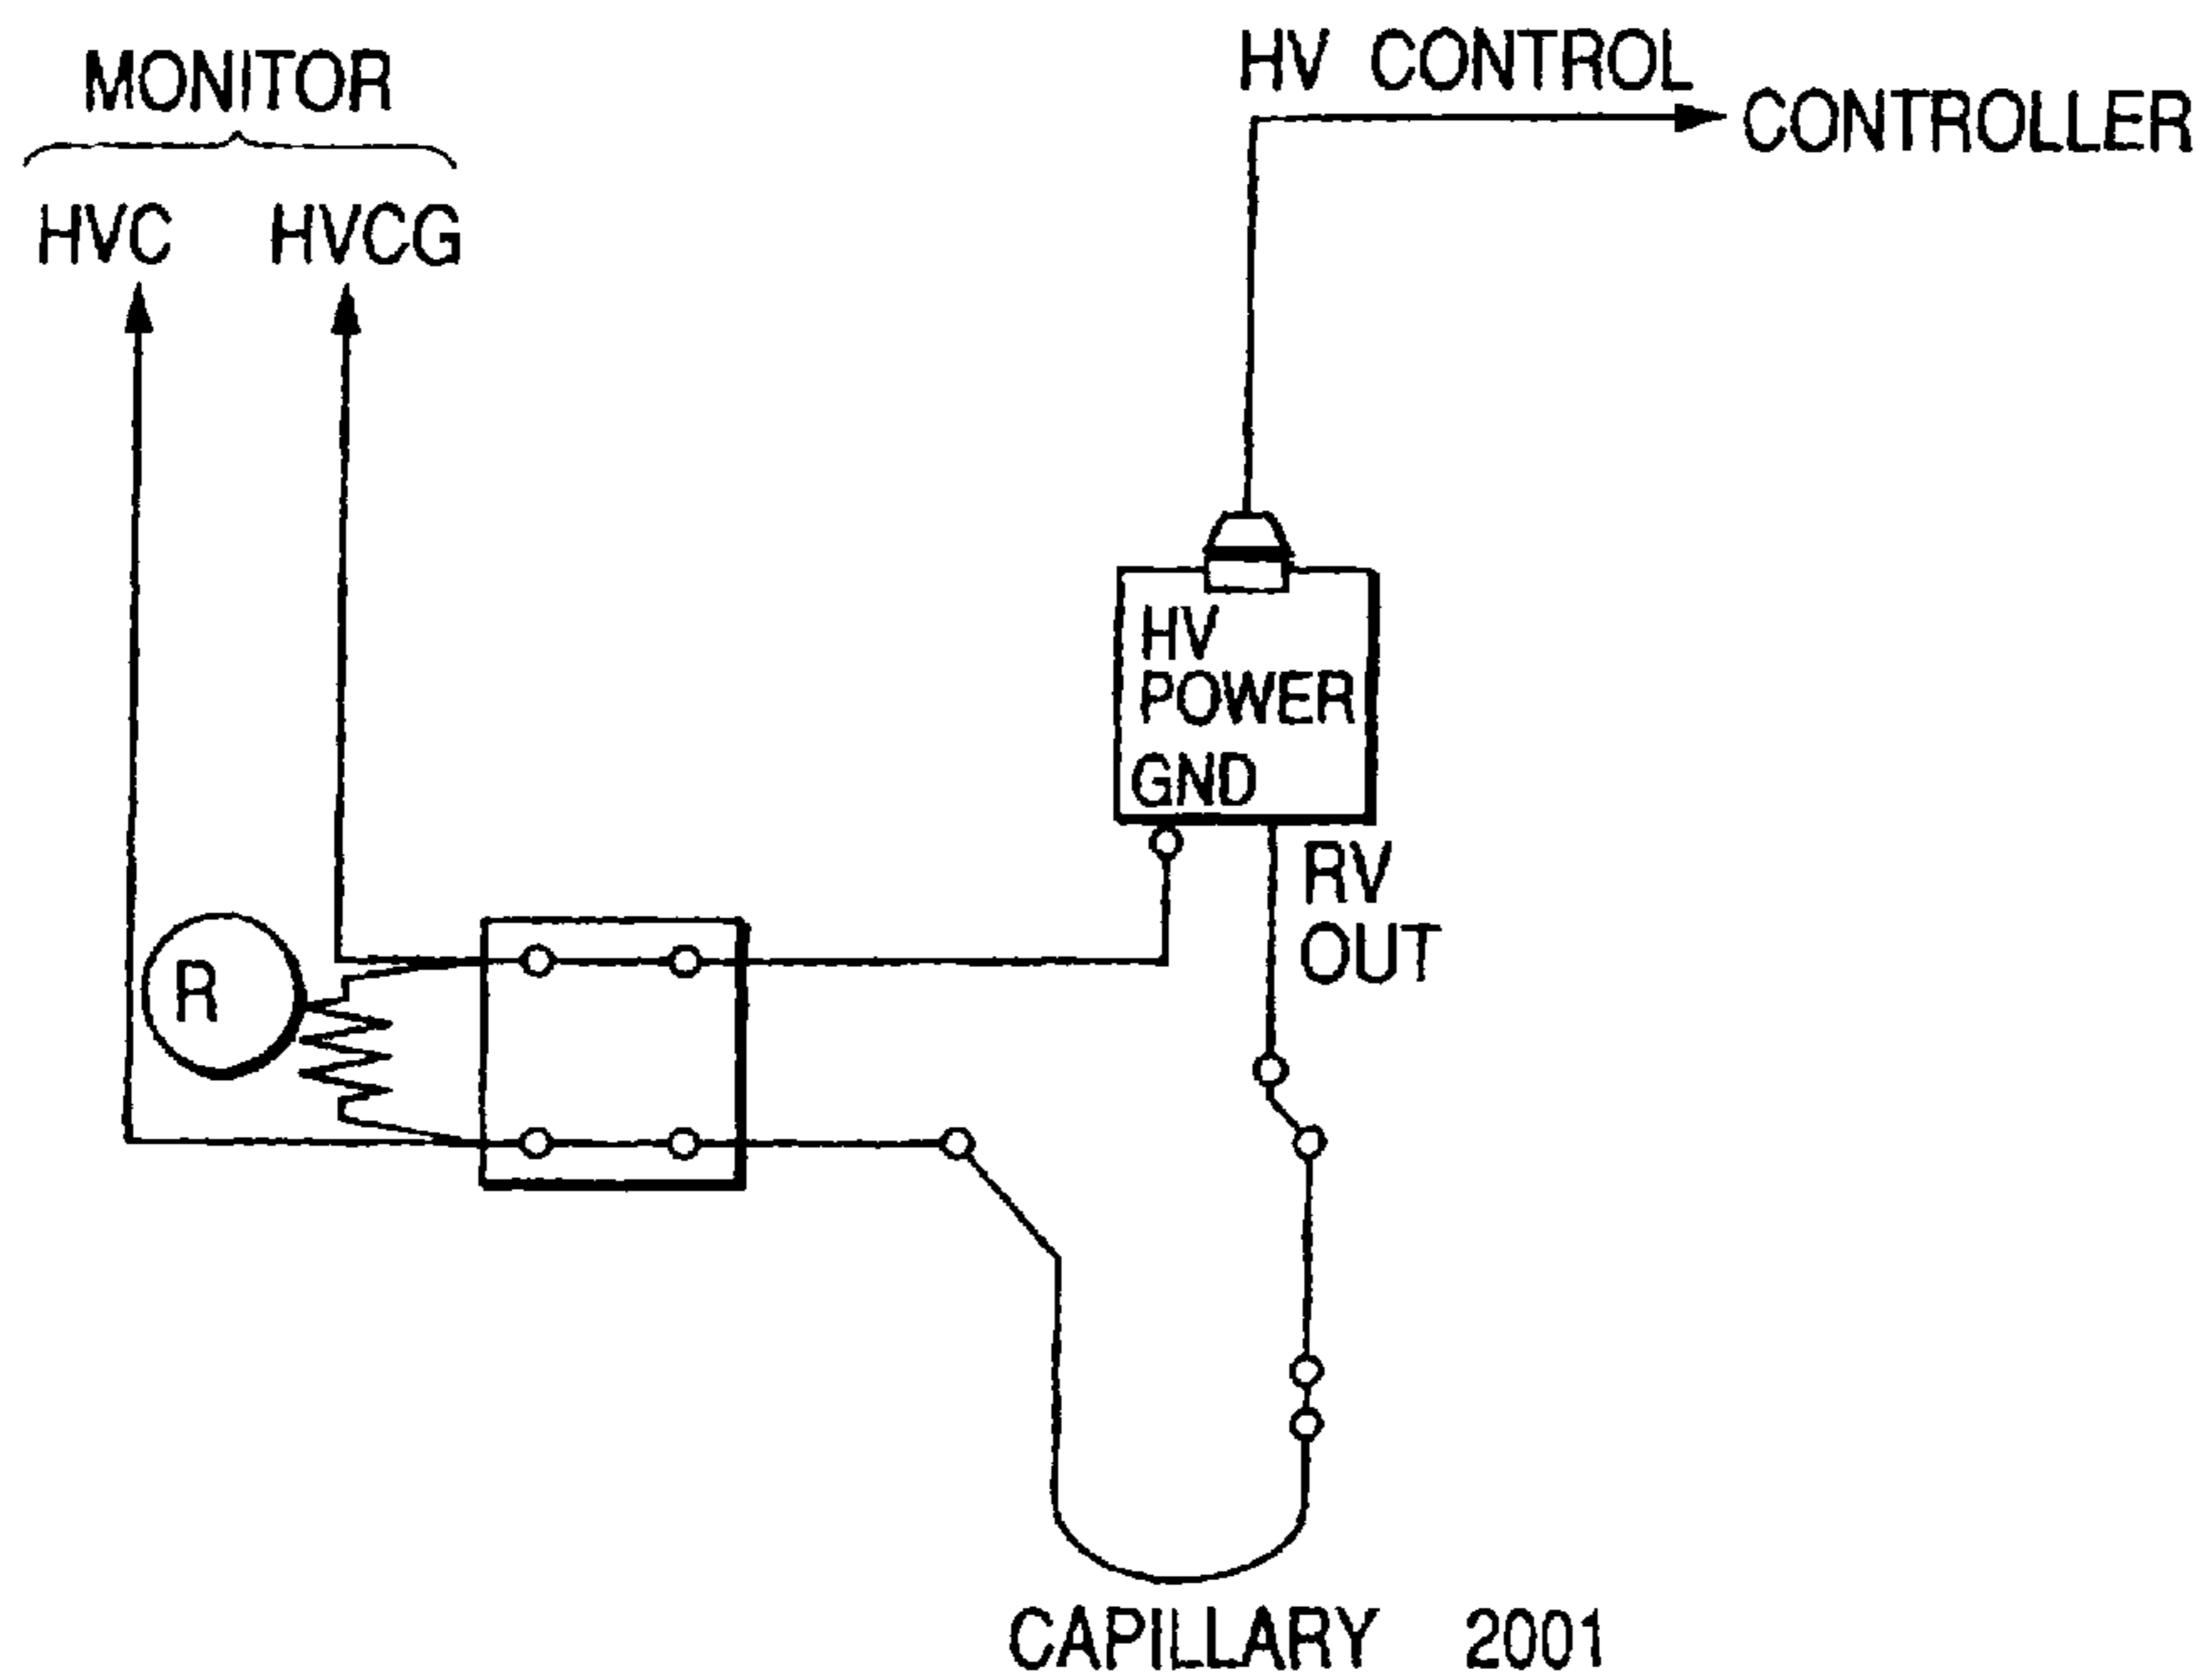 MONITOR
HVC HVCG
HV CONTROL
CONTROLLER
HV
POWER
GND
RV
OUT
R
CAPILLARY 2001